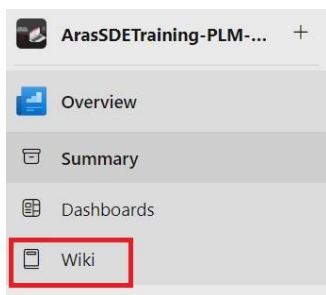 ArasSDETraining-PLM-... +
Overview
Summary
Dashboards
Wiki